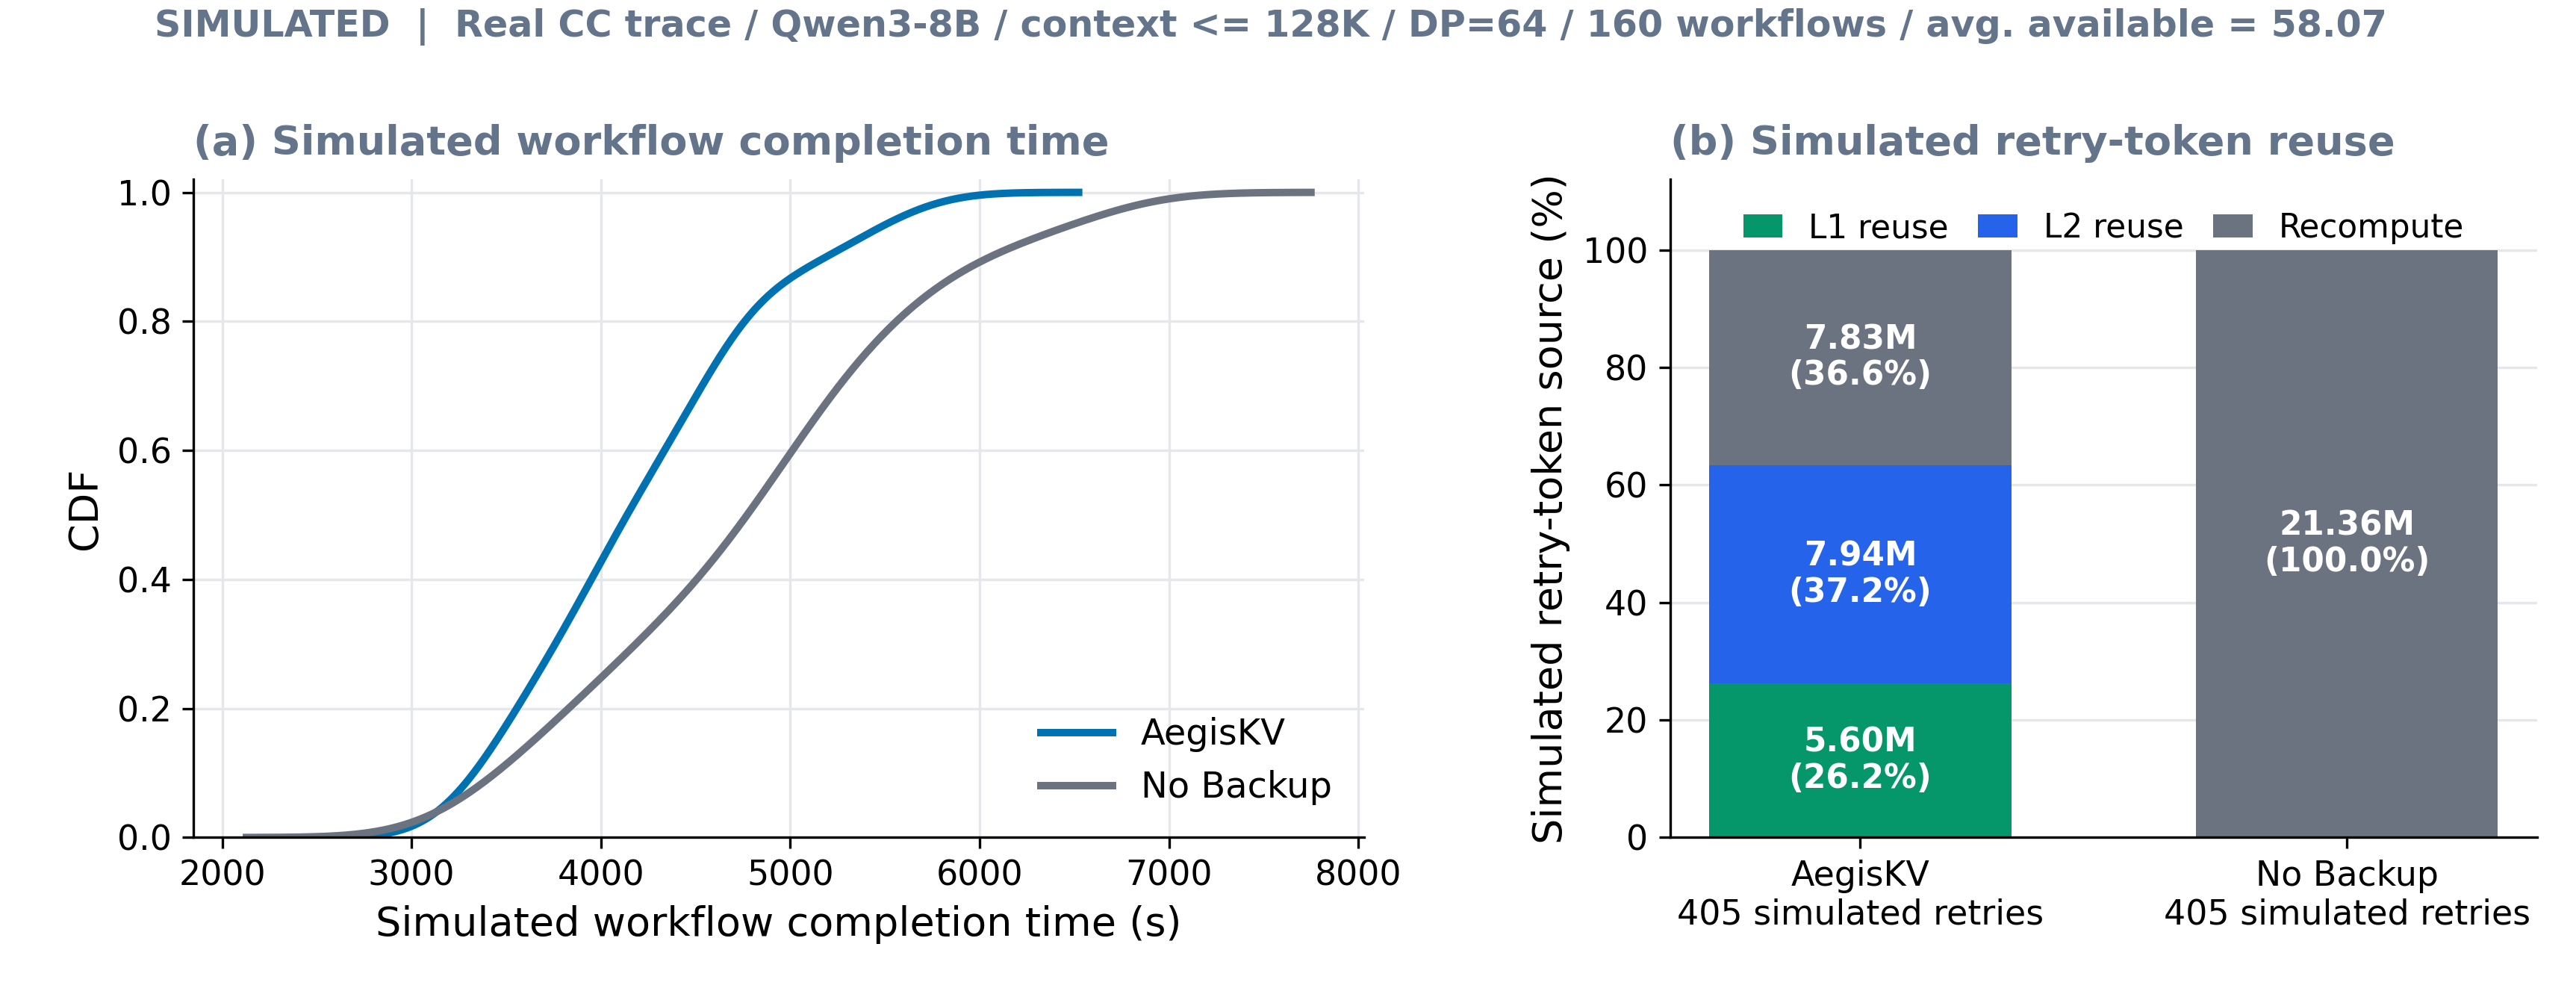 SIMULATED | Real CC trace / Qwen3-8B / context <= 128K / DP=64 / 160 workflows / avg. available = 58.07
(a) Simulated workflow completion time
CDF
1.0
0.8
0.6
0.4
0.2
0.0
2000 3000 4000 5000 6000 7000 8000
Simulated workflow completion time (s)
AegisKV
No Backup
(b) Simulated retry-token reuse
Simulated retry-token source (%)
100
80
60
40
20
0
L1 reuse L2 reuse Recompute
7.83M
(36.6%)
7.94M
(37.2%)
5.60M
(26.2%)
21.36M
(100.0%)
AegisKV
405 simulated retries
No Backup
405 simulated retries